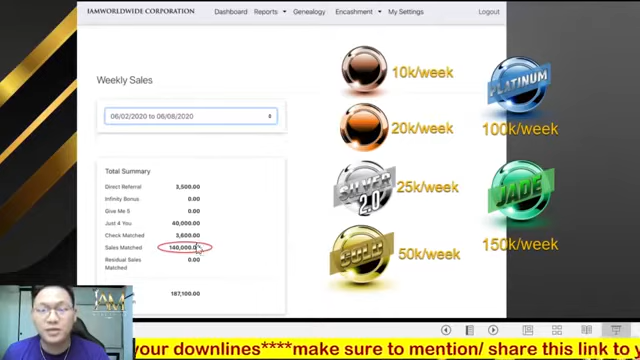 IAMWORLDWIDE CORPORATION
Dashboard Reports Genealogy Encashment My Settings Logout
Weekly Sales
06/02/2020 to 06/08/2020
Total Summary
Direct Referral 3,500.00
Infinity Bonus 0.00
Give Me 5 0.00
Just 4 You 40,000.00
Check Matched 3,600.00
Sales Matched 140,000.00
Residual Sales Matched 0.00
187,100.00
10k/week
20k/week
SILVER 2.0
25k/week
GOLD
50k/week
PLATINUM
100k/week
JADE
150k/week
your downlines****make sure to mention/ share this link to y